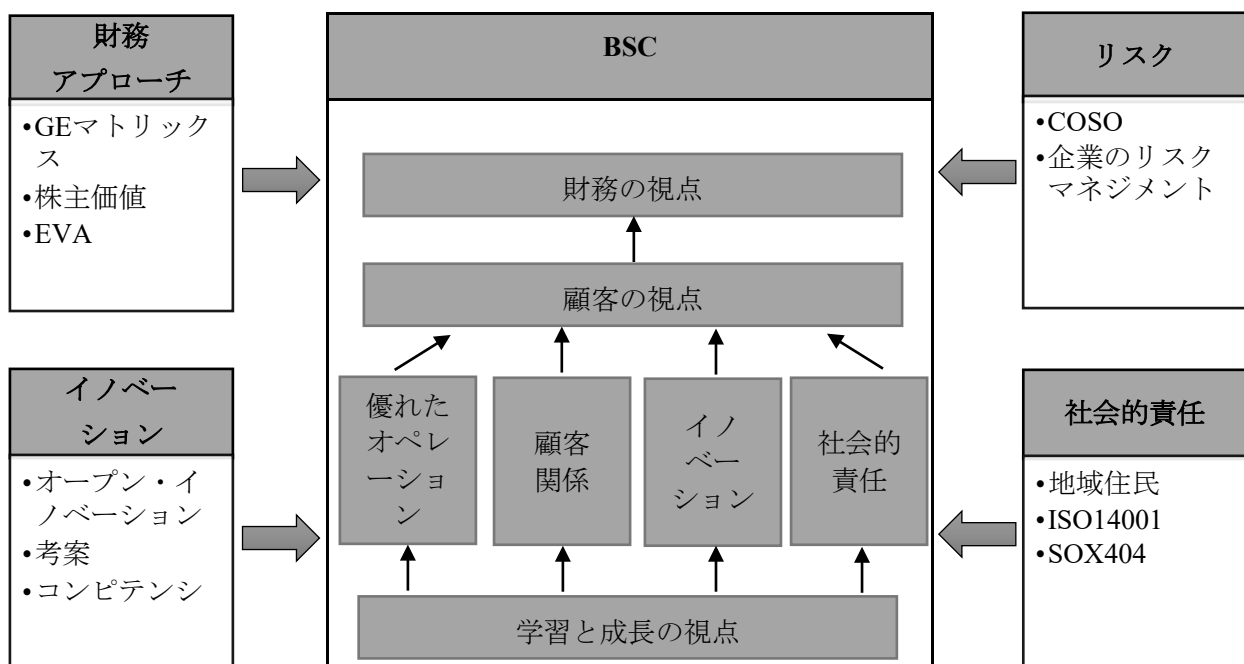 財務
アプローチ
•GEマトリック
ス
•株主価値
•EVA
イノベー
ション
•オープン・イ
ノベーション
•考案
•コンピテンシ
BSC
財務の視点
顧客の視点
優れた
オペレ
ーショ
ン
顧客
関係
イノ
ベー
ション
社会的
責任
学習と成長の視点
リスク
•COSO
•企業のリスク
マネジメント
社会的責任
•地域住民
•ISO14001
•SOX404